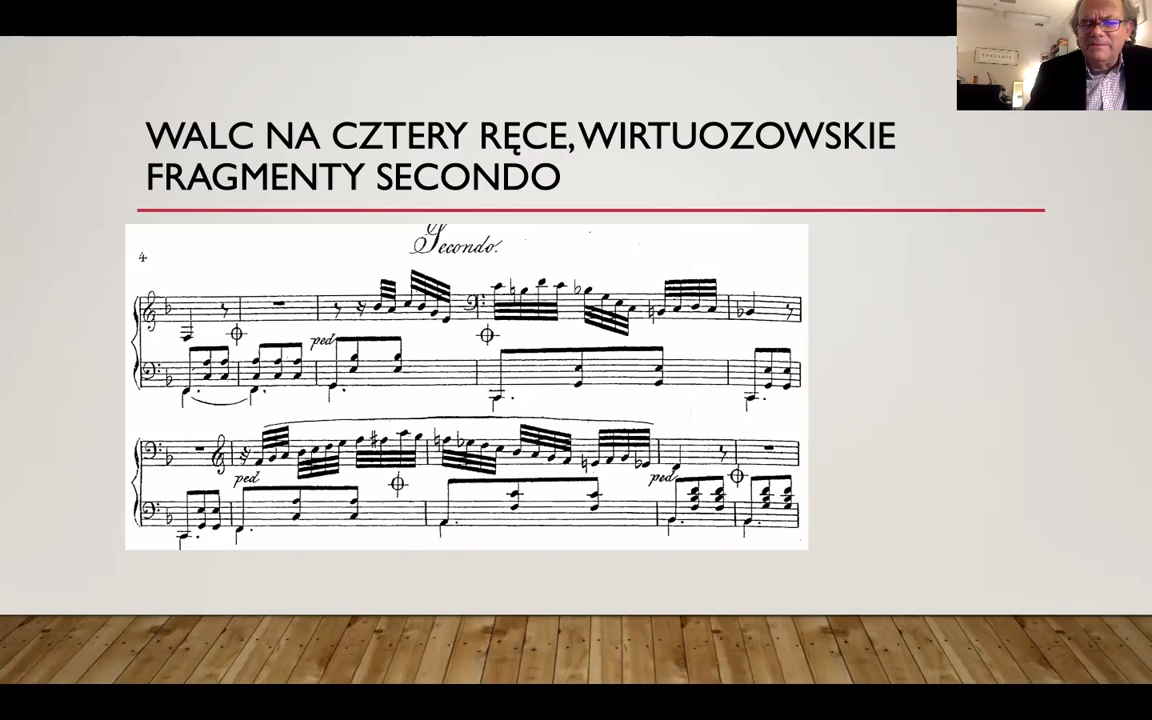 WALC NA CZTERY RĘCE, WIRTUOZOWSKIE
FRAGMENTY SECONDO
Secondo.
4
ped
ped
ped